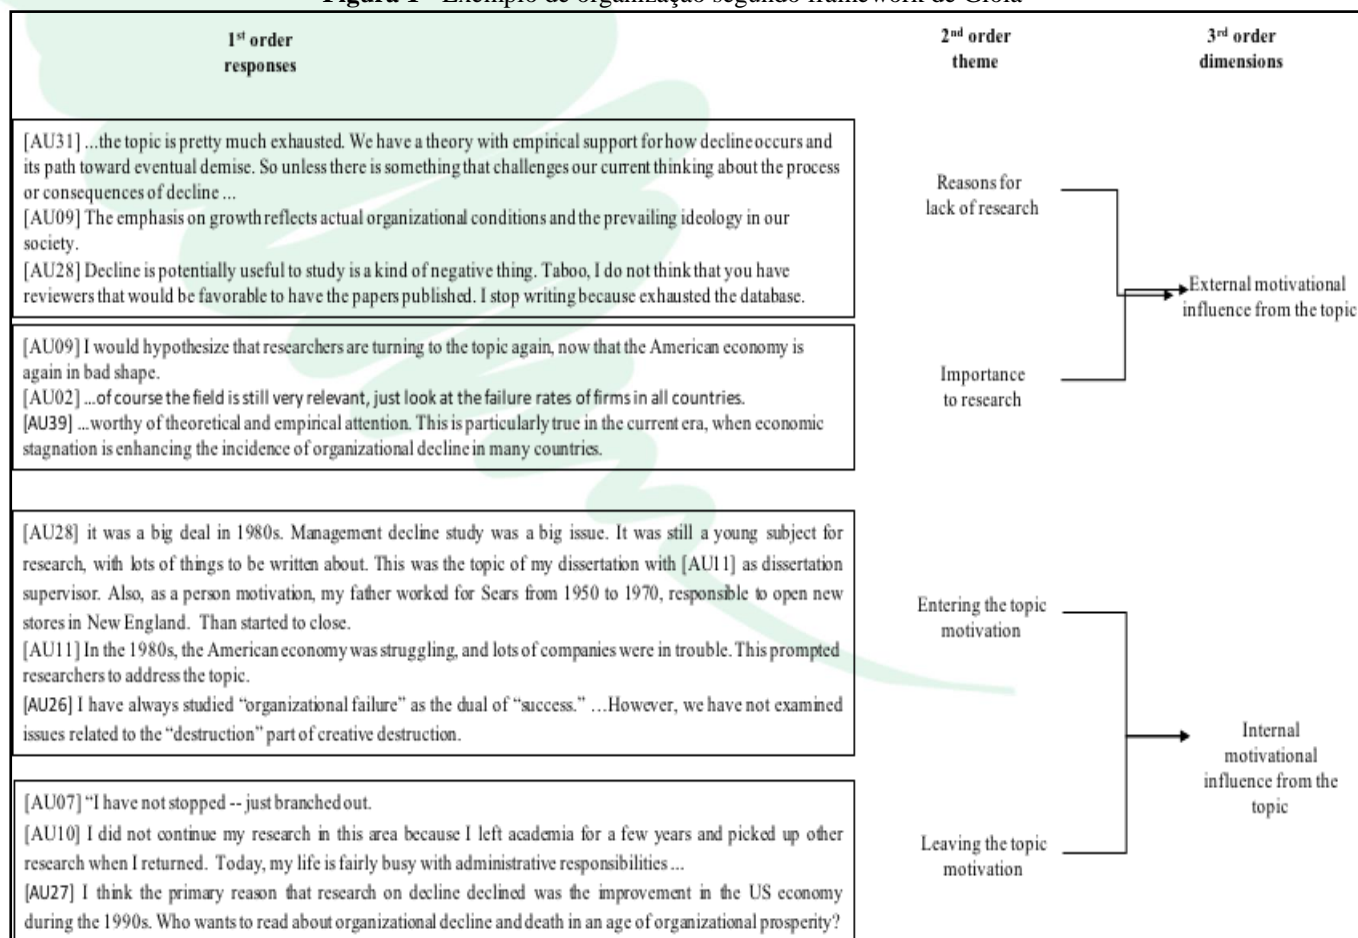 Figura 1 - Exemplo de organização segundo framework de Gioia
1st order
responses
2nd order
theme
3rd order
dimensions
[AU31] ...the topic is pretty much exhausted. We have a theory with empirical support for how decline occurs and
its path toward eventual demise. So unless there is something that challenges our current thinking about the process
or consequences of decline ...
[AU09] The emphasis on growth reflects actual organizational conditions and the prevailing ideology in our
society.
[AU28] Decline is potentially useful to study is a kind of negative thing. Taboo, I do not think that you have
reviewers that would be favorable to have the papers published. I stop writing because exhausted the database.
Reasons for
lack of research
[AU09] I would hypothesize that researchers are turning to the topic again, now that the American economy is
again in bad shape.
[AU02] ...of course the field is still very relevant, just look at the failure rates of firms in all countries.
[AU39] ...worthy of theoretical and empirical attention. This is particularly true in the current era, when economic
stagnation is enhancing the incidence of organizational decline in many countries.
Importance
to research
External motivational
influence from the topic
[AU28] it was a big deal in 1980s. Management decline study was a big issue. It was still a young subject for
research, with lots of things to be written about. This was the topic of my dissertation with [AU11] as dissertation
supervisor. Also, as a person motivation, my father worked for Sears from 1950 to 1970, responsible to open new
stores in New England. Than started to close.
[AU11] In the 1980s, the American economy was struggling, and lots of companies were in trouble. This prompted
researchers to address the topic.
[AU26] I have always studied “organizational failure” as the dual of “success.” ...However, we have not examined
issues related to the “destruction” part of creative destruction.
Entering the topic
motivation
[AU07] “I have not stopped -- just branched out.
[AU10] I did not continue my research in this area because I left academia for a few years and picked up other
research when I returned. Today, my life is fairly busy with administrative responsibilities ...
[AU27] I think the primary reason that research on decline declined was the improvement in the US economy
during the 1990s. Who wants to read about organizational decline and death in an age of organizational prosperity?
Leaving the topic
motivation
Internal
motivational
influence from the
topic